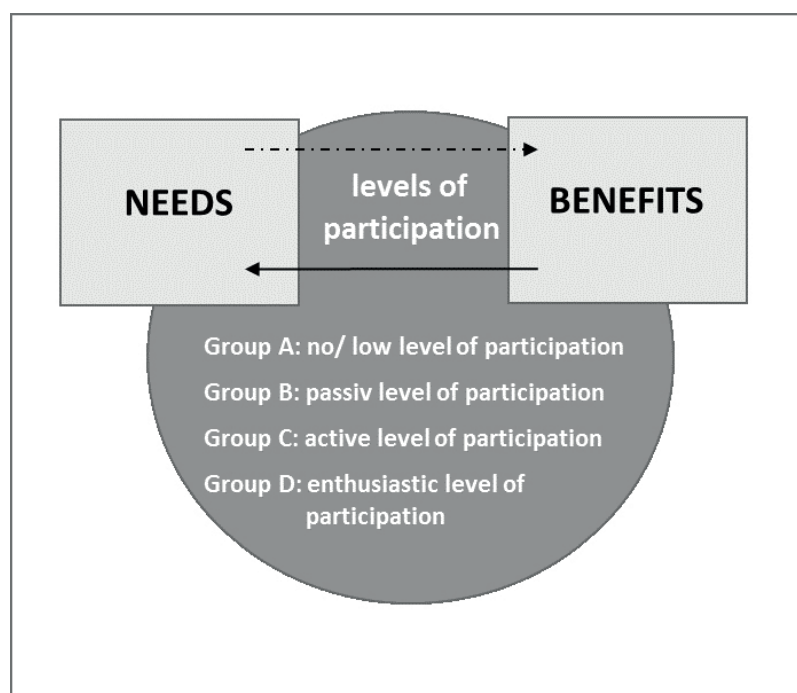 NEEDS
levels of
participation
BENEFITS
Group A: no/ low level of participation
Group B: passiv level of participation
Group C: active level of participation
Group D: enthusiastic level of
participation